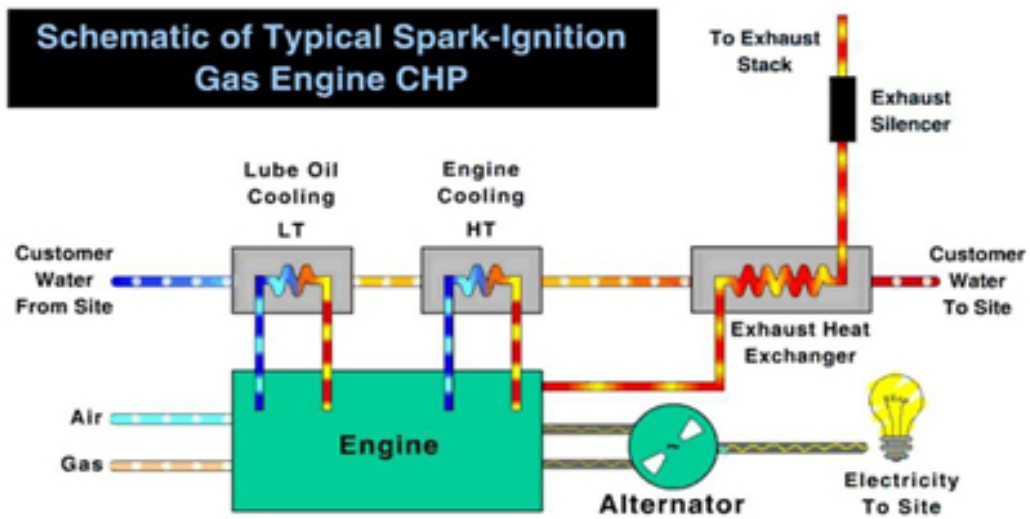 Schematic of Typical Spark-Ignition
Gas Engine CHP
To Exhaust
Stack
Exhaust
Silencer
Lube Oil
Cooling
LT
Engine
Cooling
HT
Customer
Water
From Site
Customer
Water
To Site
Exhaust Heat
Exchanger
Air
Gas
Engine
~
Alternator
Electricity
To Site